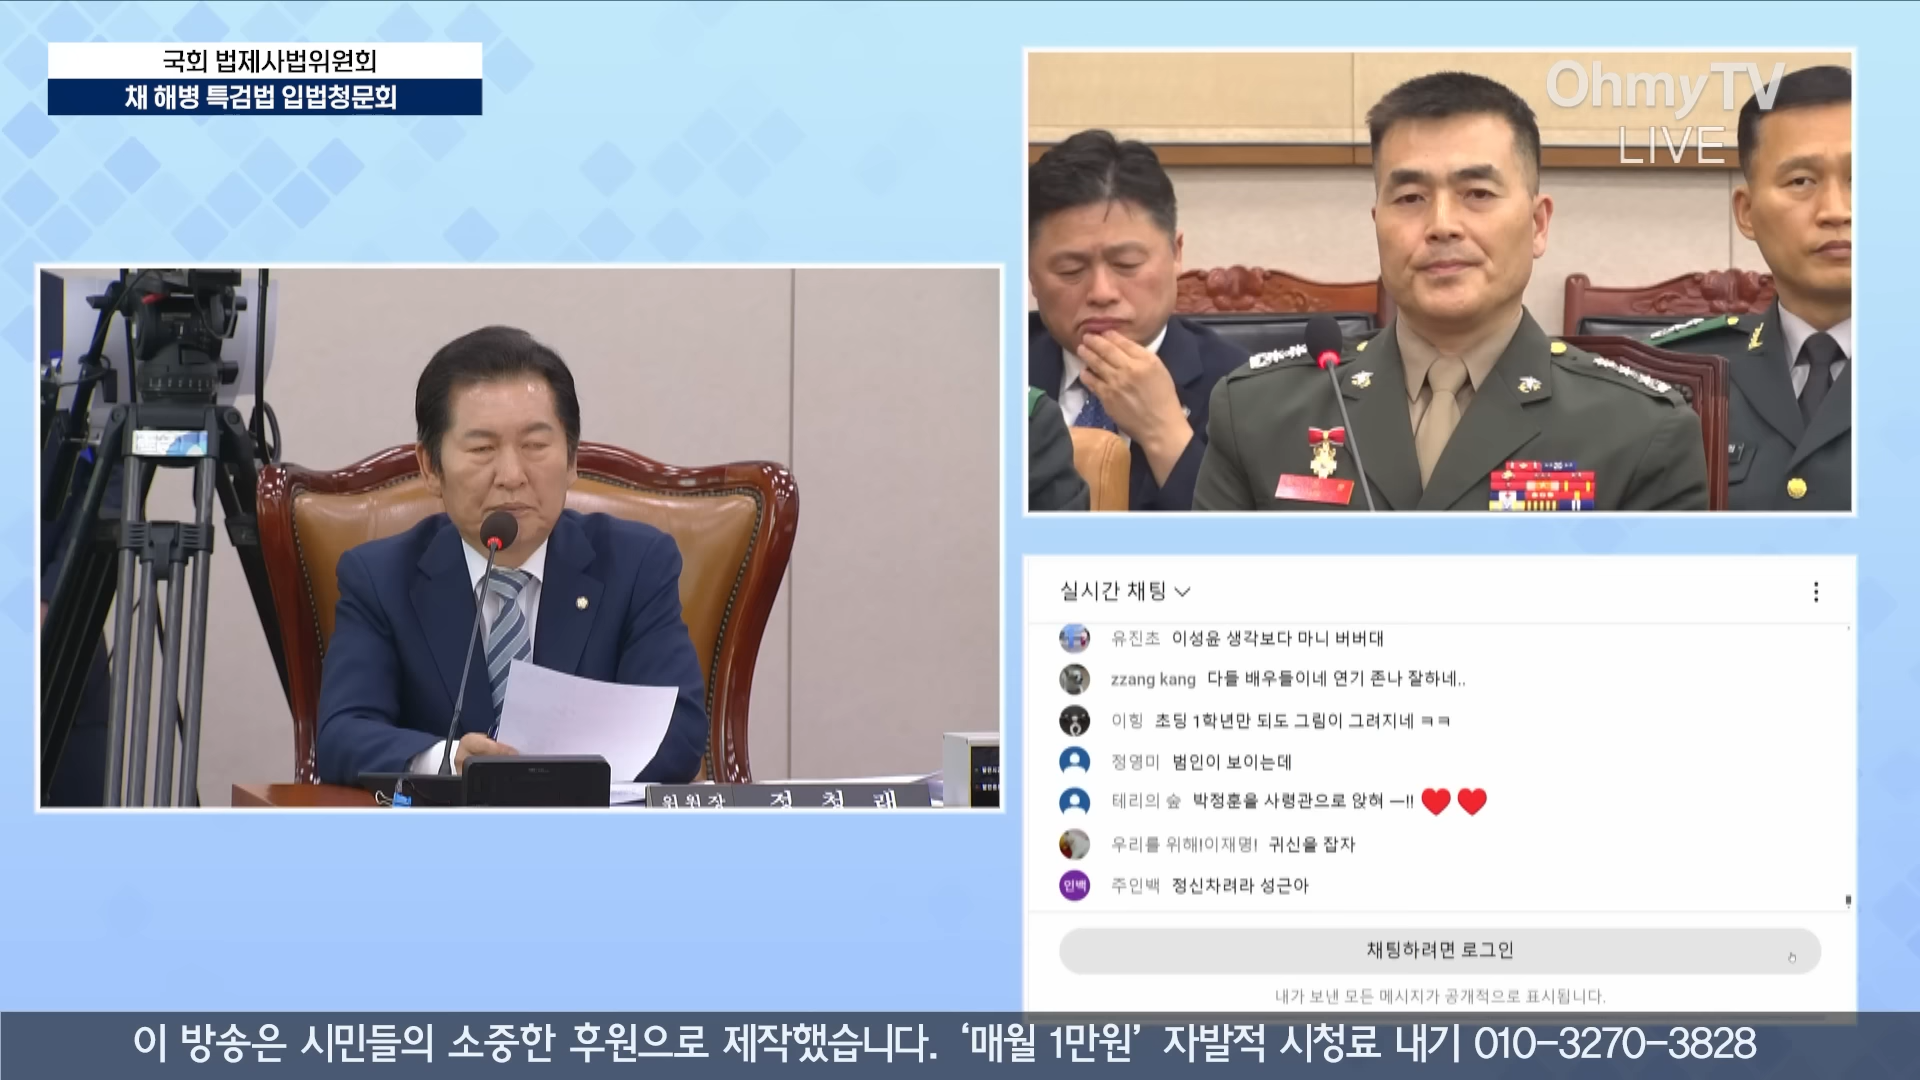 국회 법제사법위원회
채 해병 특검법 입법청문회
OhmyTV
LIVE
위원장 정청래
실시간 채팅
유진초 이성윤 생각보다 마니 버버대
zzang kang 다들 배우들이네 연기 존나 잘하네..
이힝 초딩 1학년만 되도 그림이 그려지네 ㅋㅋ
정영미 범인이 보이는데
테리의 숲 박정훈을 사령관으로 앉혀 ㅡ!! ❤️ ❤️
우리를 위해!이재명! 귀신을 잡자
인백 주인백 정신차려라 성근아
채팅하려면 로그인
내가 보낸 모든 메시지가 공개적으로 표시됩니다.
이 방송은 시민들의 소중한 후원으로 제작했습니다. ‘매월 1만원’ 자발적 시청료 내기 010-3270-3828